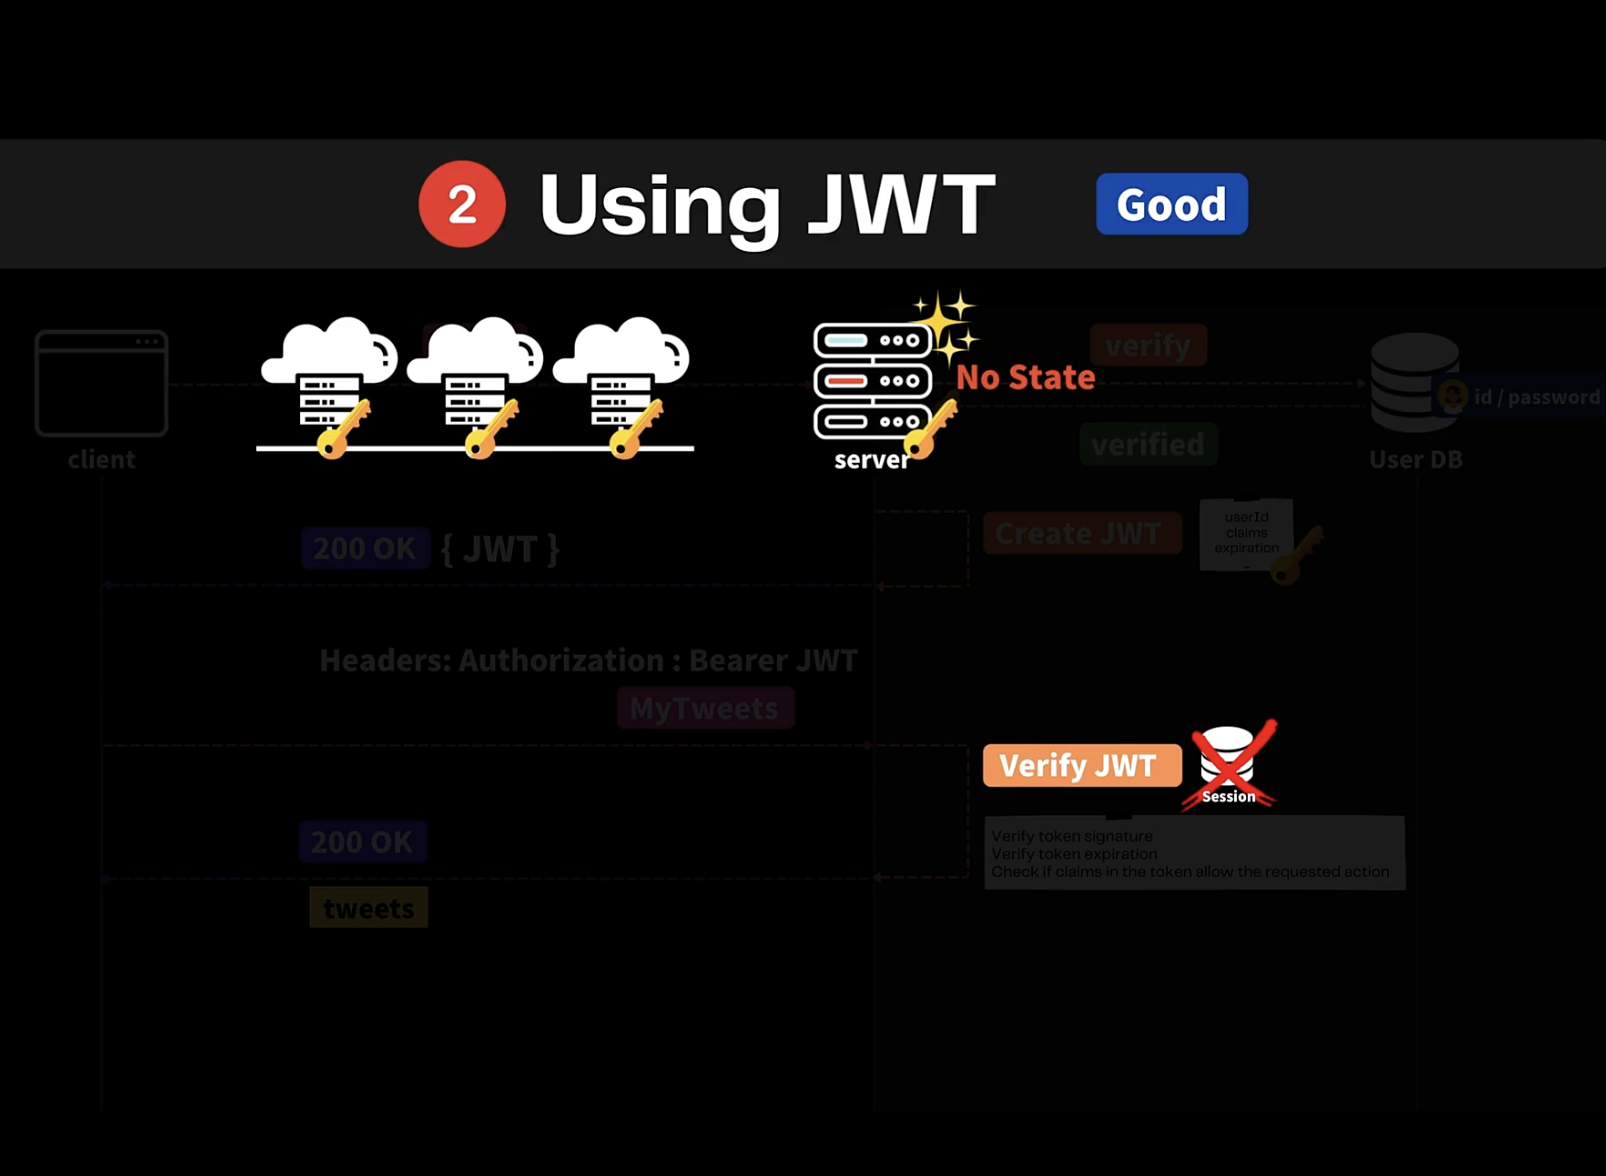 2 Using JWT Good
verify
No State
id / password
verified
client
server
User DB
Create JWT
userId
claims
expiration
200 OK { JWT }
Headers: Authorization : Bearer JWT
MyTweets
Verify JWT
Session
Verify token signature
Verify token expiration
Check if claims in the token allow the requested action
200 OK
tweets